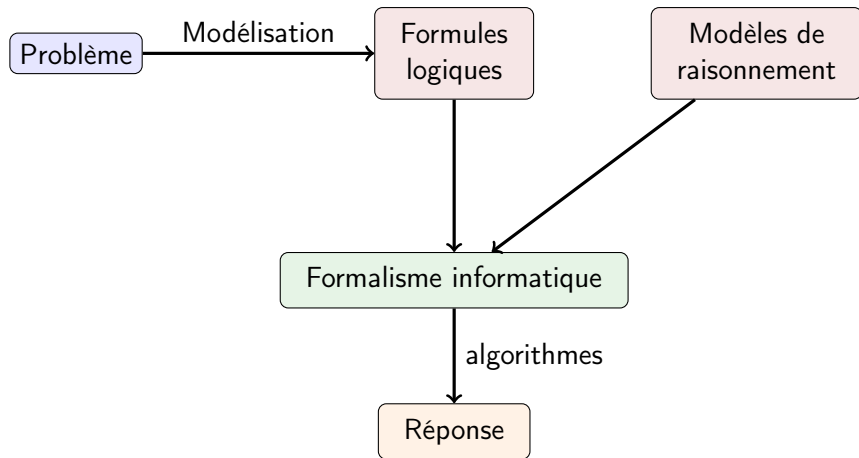 Problème
Modélisation
Formules
logiques
Modèles de
raisonnement
Formalisme informatique
algorithmes
Réponse